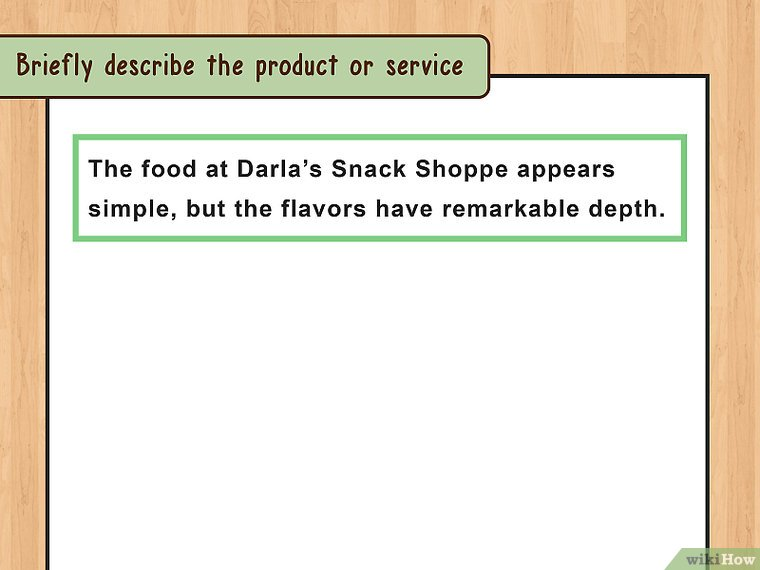 Briefly describe the product or service
The food at Darla’s Snack Shoppe appears
simple, but the flavors have remarkable depth.
wikiHow